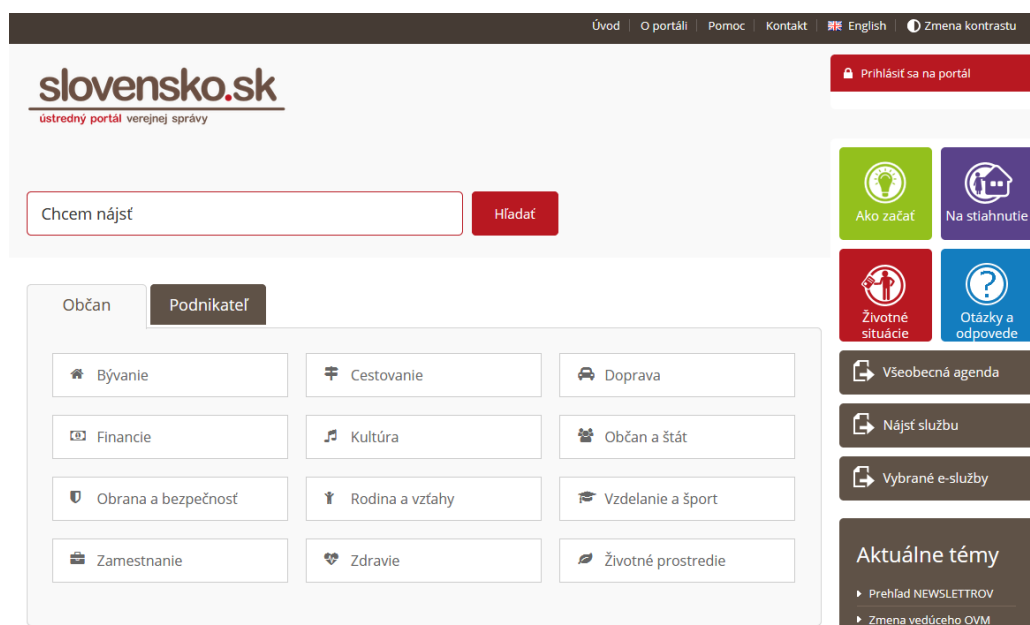 Úvod
O portáli
Pomoc
Kontakt
English
Zmena kontrastu
slovensko.sk
ústredný portál verejnej správy
Prihlásiť sa na portál
Chcem nájsť
Hľadať
Ako začať
Na stiahnutie
Životné
situácie
Otázky a
odpovede
Občan
Podnikateľ
Bývanie
Cestovanie
Doprava
Financie
Kultúra
Občan a štát
Obrana a bezpečnosť
Rodina a vzťahy
Vzdelanie a šport
Zamestnanie
Zdravie
Životné prostredie
Všeobecná agenda
Nájsť službu
Vybrané e-služby
Aktuálne témy
Prehľad NEWSLETTROV
Zmena vedúceho OVM